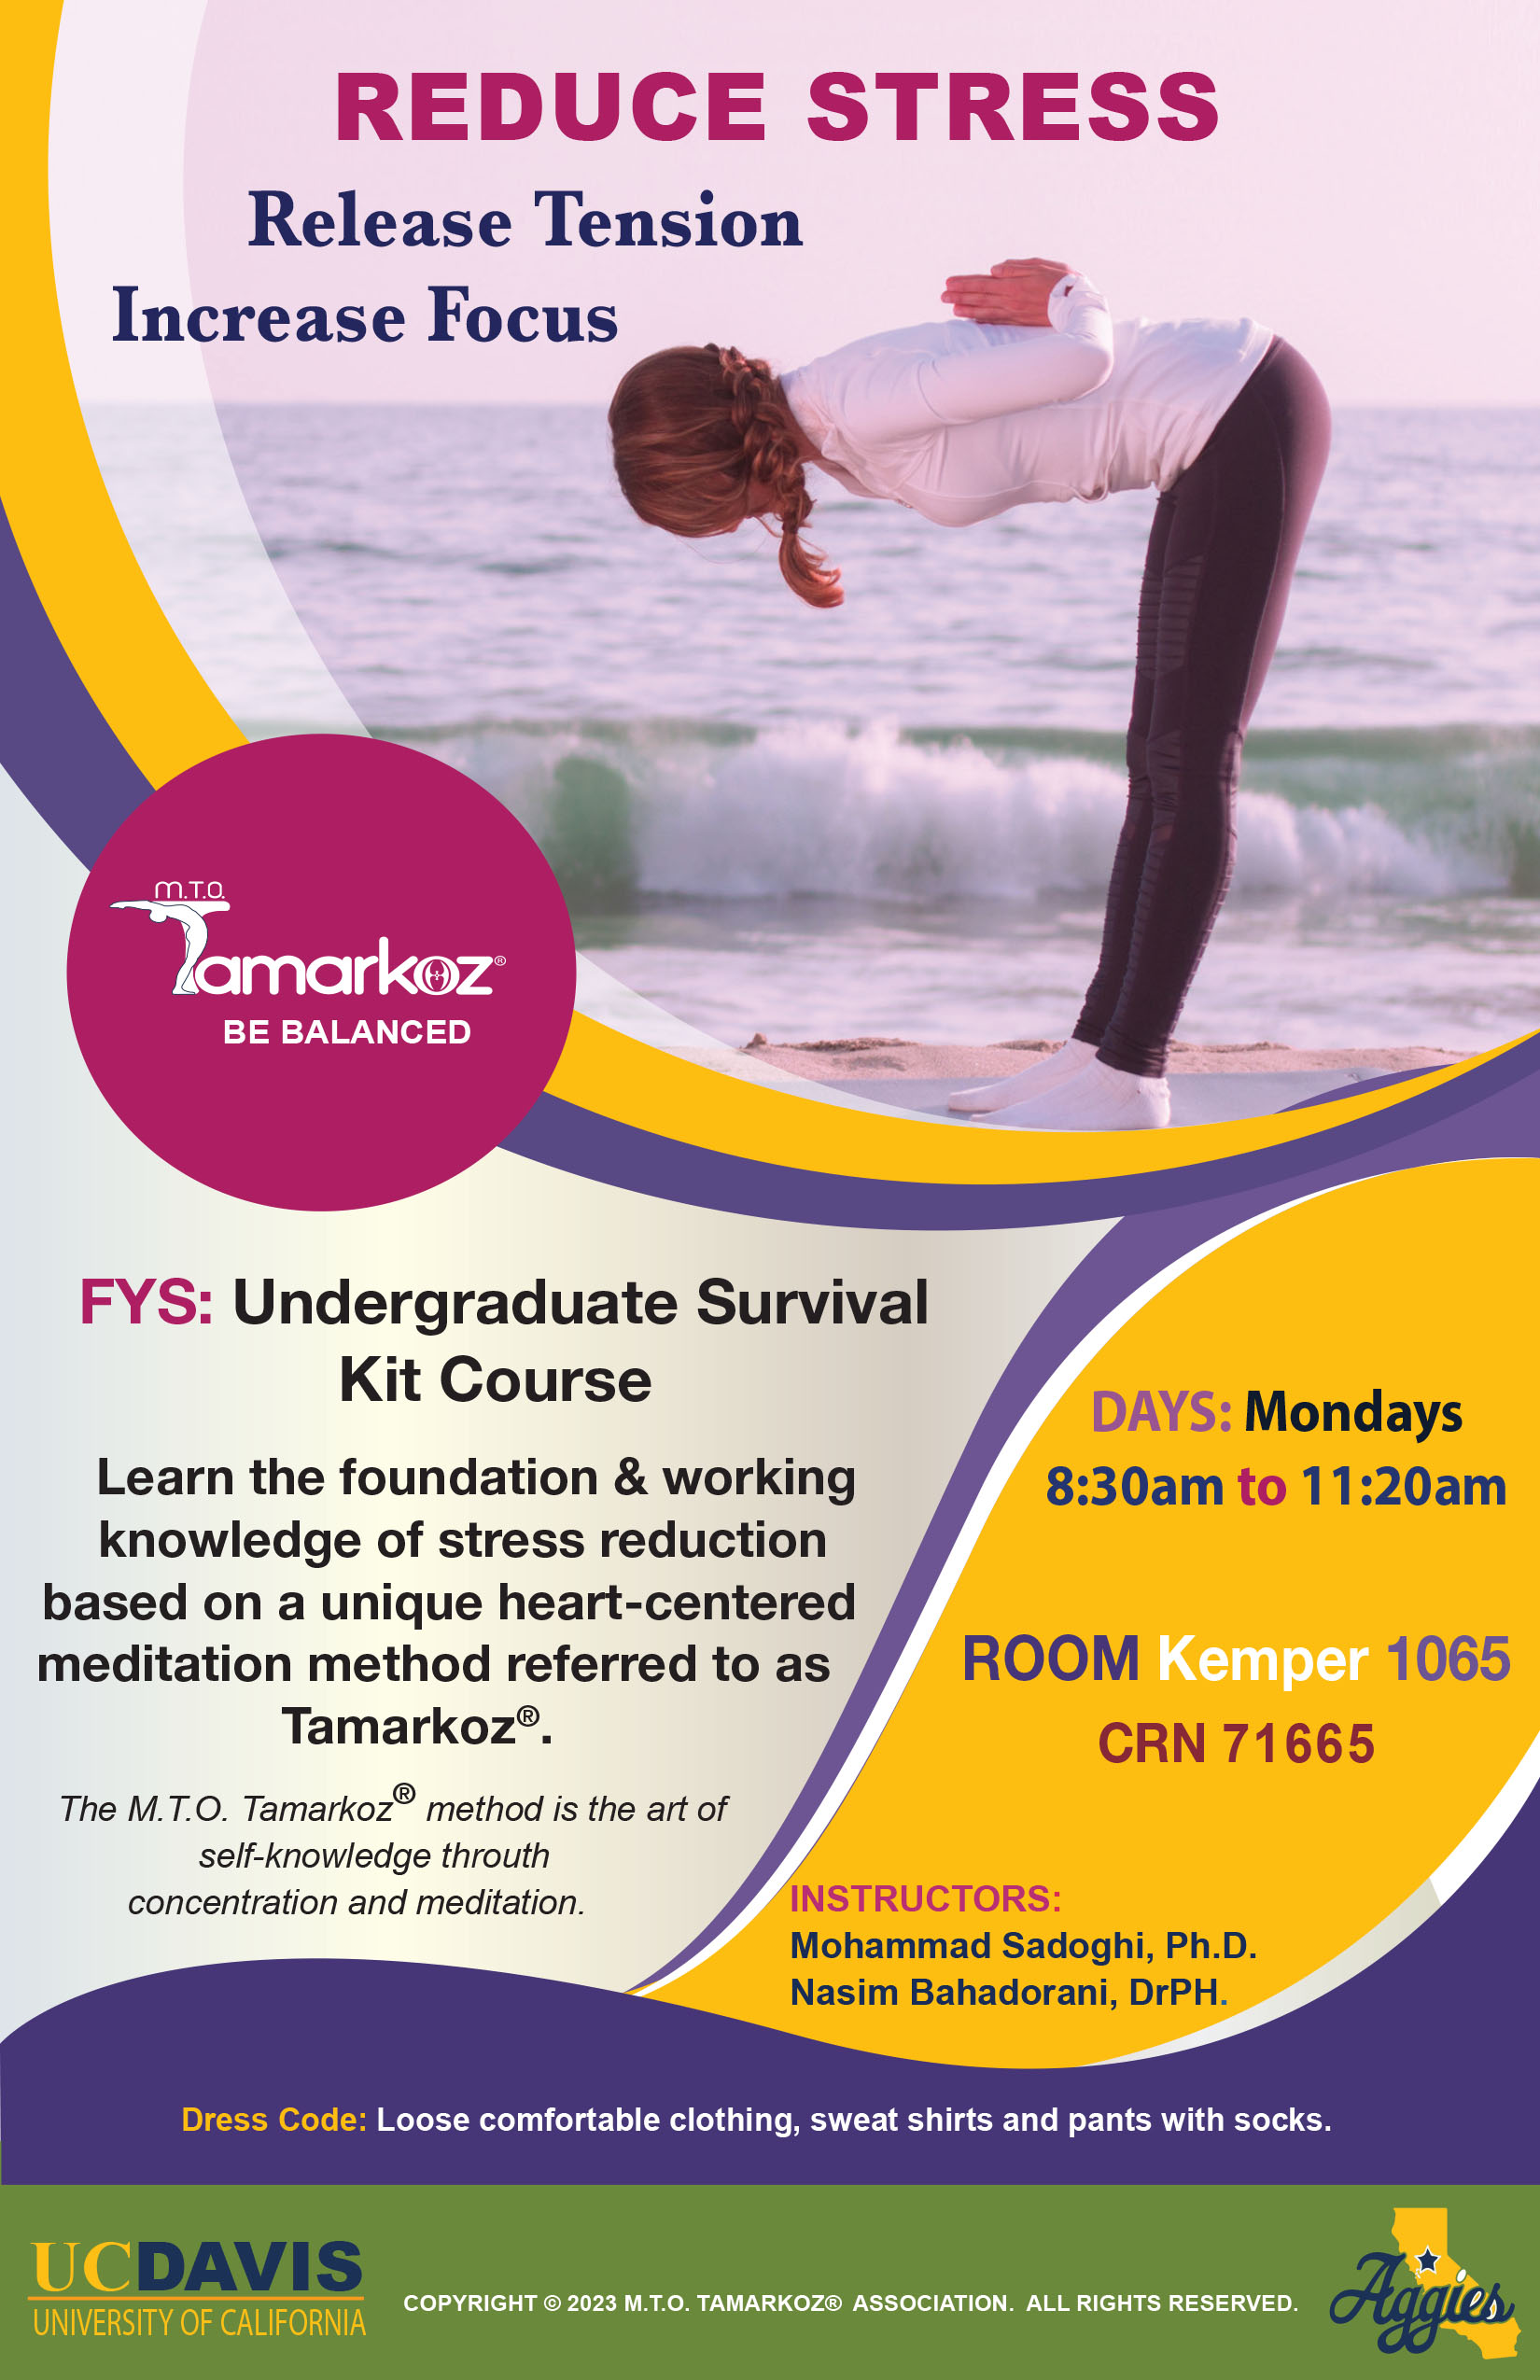 REDUCE STRESS
Release Tension
Increase Focus
M.T.O.
Tamarkoz®
BE BALANCED
FYS: Undergraduate Survival
Kit Course
Learn the foundation & working
knowledge of stress reduction
based on a unique heart-centered
meditation method referred to as
Tamarkoz®.
The M.T.O. Tamarkoz® method is the art of
self-knowledge throuth
concentration and meditation.
DAYS: Mondays
8:30am to 11:20am
ROOM Kemper 1065
CRN 71665
INSTRUCTORS:
Mohammad Sadoghi, Ph.D.
Nasim Bahadorani, DrPH.
Dress Code: Loose comfortable clothing, sweat shirts and pants with socks.
UCDAVIS
UNIVERSITY OF CALIFORNIA
COPYRIGHT © 2023 M.T.O. TAMARKOZ® ASSOCIATION. ALL RIGHTS RESERVED.
Aggies